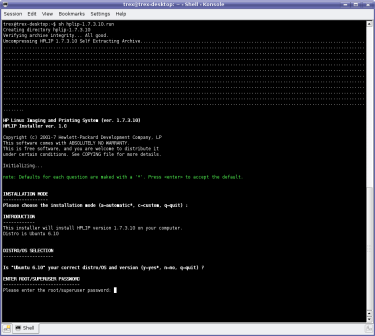 trex@trex-desktop: ~ - Shell - Konsole
Session Edit View Bookmarks Settings Help
trex@trex-desktop:~$ sh hplip-1.7.3.10.run
Creating directory hplip-1.7.3.10
Verifying archive integrity... All good.
Uncompressing HPLIP 1.7.3.10 Self Extracting Archive.....
HP Linux Imaging and Printing System (ver. 1.7.3.10)
HPLIP Installer ver. 1.0
Copyright (c) 2001-7 Hewlett-Packard Development Company, LP
This software comes with ABSOLUTELY NO WARRANTY.
This is free software, and you are welcome to distribute it
under certain conditions. See COPYING file for more details.
Initializing...
note: Defaults for each question are maked with a '*'. Press <enter> to accept the default.
INSTALLATION MODE
-----------------
Please choose the installation mode (a=automatic*, c=custom, q=quit) :
INTRODUCTION
------------
This installer will install HPLIP version 1.7.3.10 on your computer.
Distro is Ubuntu 6.10
DISTRO/OS SELECTION
-------------------
Is "Ubuntu 6.10" your correct distro/OS and version (y=yes*, n=no, q=quit) ?
ENTER ROOT/SUPERUSER PASSWORD
-----------------------------
Please enter the root/superuser password:
Shell